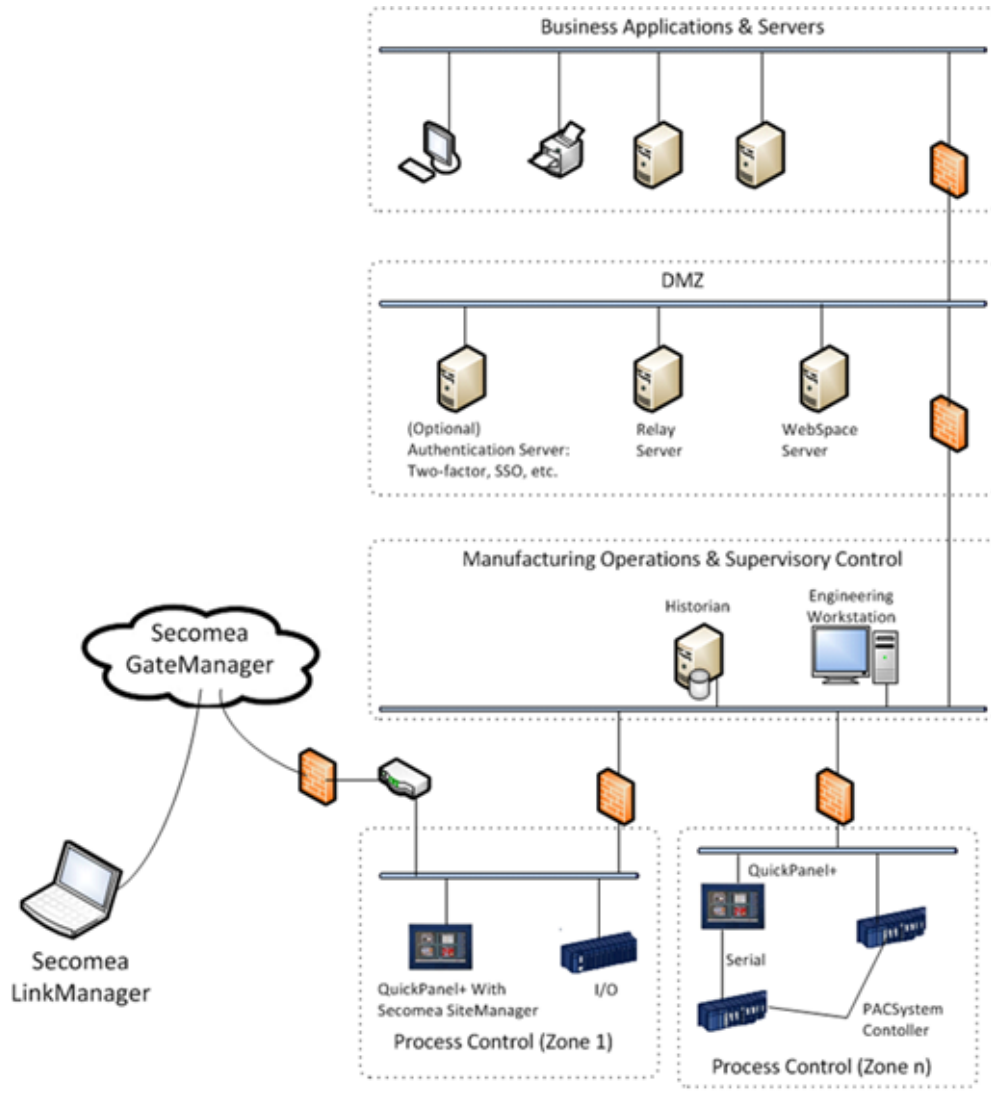 Business Applications & Servers
DMZ
(Optional)
Authentication Server:
Two-factor, SSO, etc.
Relay
Server
WebSpace
Server
Manufacturing Operations & Supervisory Control
Historian
Engineering
Workstation
Secomea
GateManager
Secomea
LinkManager
QuickPanel+ With
Secomea SiteManager
I/O
Process Control (Zone 1)
QuickPanel+
Serial
PACSystem
Contoller
Process Control (Zone n)